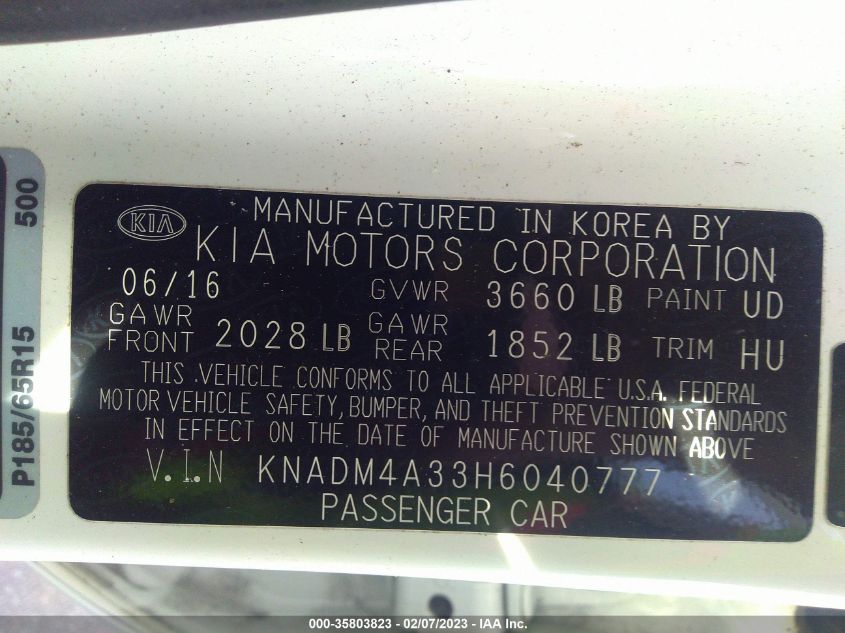 P185/65R15 500
KIA
MANUFACTURED IN KOREA BY
KIA MOTORS CORPORATION
06/16 GVWR 3660 LB PAINT UD
GAWR FRONT 2028 LB GAWR REAR 1852 LB TRIM HU
THIS VEHICLE CONFORMS TO ALL APPLICABLE U.S.A. FEDERAL
MOTOR VEHICLE SAFETY, BUMPER, AND THEFT PREVENTION STANDARDS
IN EFFECT ON THE DATE OF MANUFACTURE SHOWN ABOVE
V.I.N KNADM4A33H6040777
PASSENGER CAR
000-35803823 - 02/07/2023 - IAA Inc.